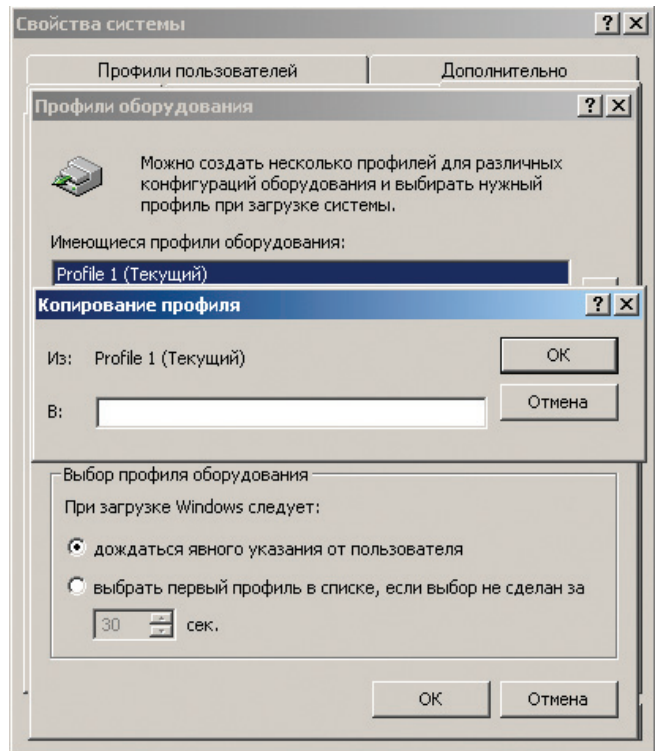 Свойства системы
Профили пользователей
Дополнительно
Профили оборудования
Можно создать несколько профилей для различных
конфигураций оборудования и выбирать нужный
профиль при загрузке системы.
Имеющиеся профили оборудования:
Profile 1 (Текущий)
Копирование профиля
Из: Profile 1 (Текущий)
ОК
В:
Отмена
Выбор профиля оборудования
При загрузке Windows следует:
дождаться явного указания от пользователя
выбрать первый профиль в списке, если выбор не сделан за
30 сек.
ОК
Отмена